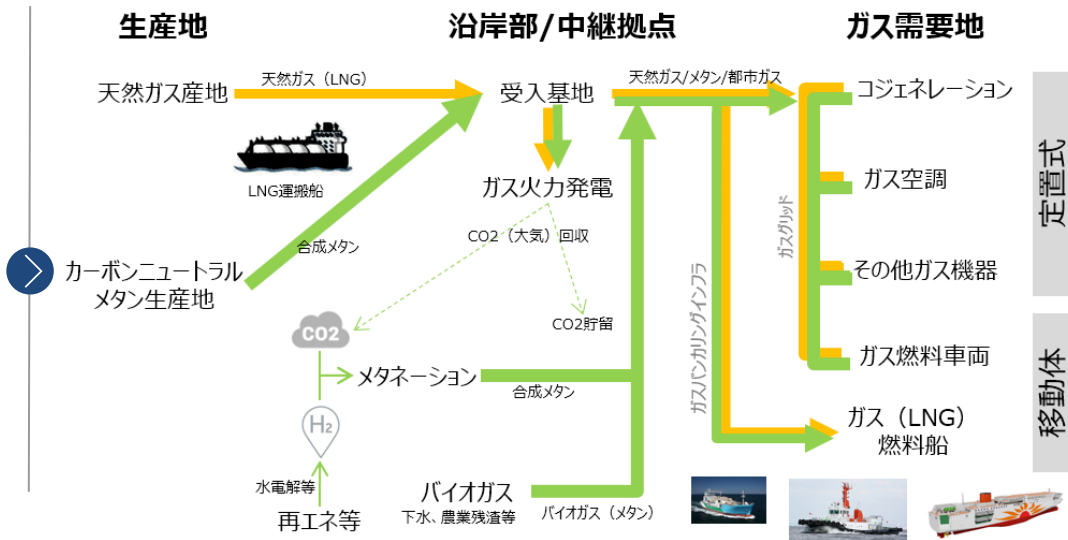 生産地
沿岸部/中継拠点
ガス需要地
天然ガス（LNG）
天然ガス/メタン/都市ガス
天然ガス産地
受入基地
コジェネレーション
LNG運搬船
ガス火力発電
ガス空調
定置式
ガスグリッド
CO2（大気）回収
合成メタン
カーボンニュートラル
メタン生産地
その他ガス機器
CO2貯留
CO2
ガスバンカリングインフラ
ガス燃料車両
メタネーション
合成メタン
移動体
H2
ガス（LNG）
燃料船
水電解等
再エネ等
バイオガス
下水、農業残渣等
バイオガス（メタン）